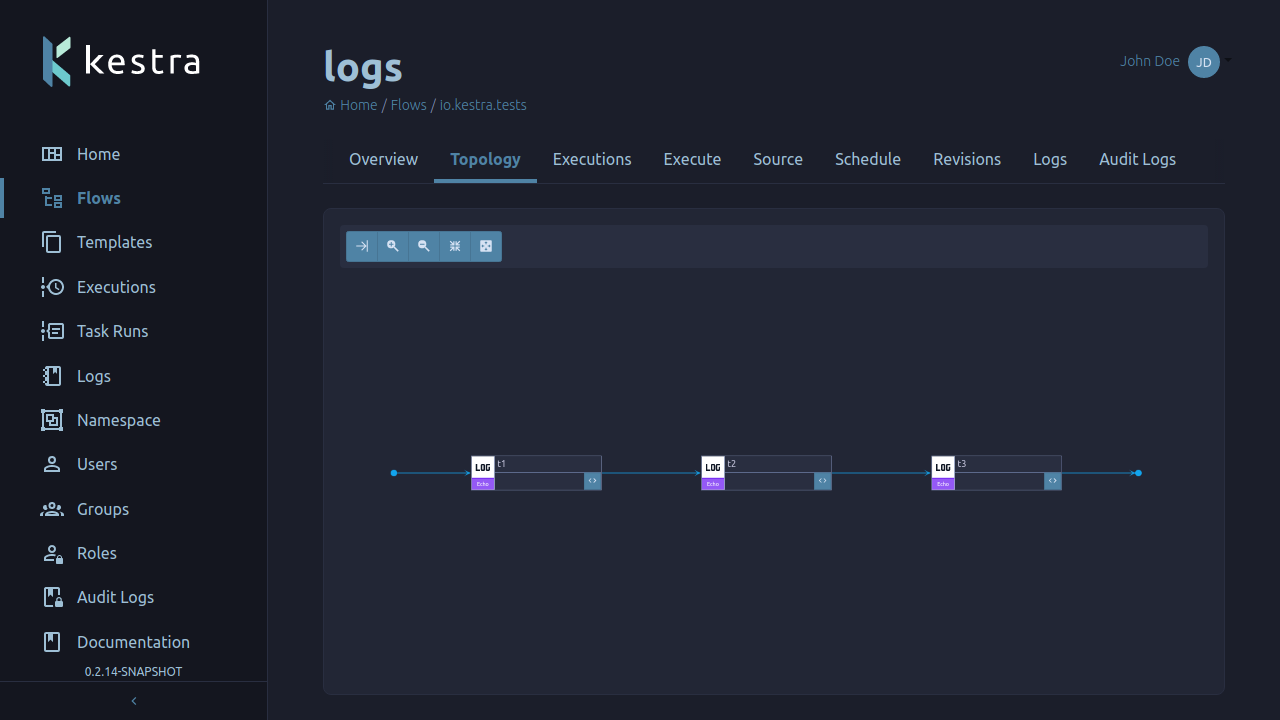 kestra
Home
Flows
Templates
Executions
Task Runs
Logs
Namespace
Users
Groups
Roles
Audit Logs
Documentation
0.2.14-SNAPSHOT
logs
Home / Flows / io.kestra.tests
John Doe JD
Overview Topology Executions Execute Source Schedule Revisions Logs Audit Logs
LOG t1
Echo
LOG t2
Echo
LOG t3
Echo